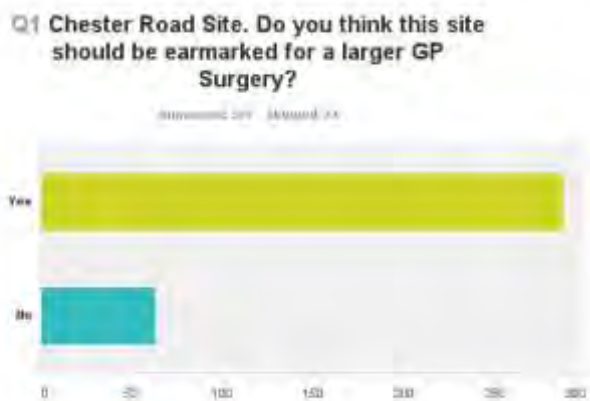 Q1 Chester Road Site. Do you think this site
should be earmarked for a larger GP
Surgery?
Yes
No
0 50 100 150 200 250 300